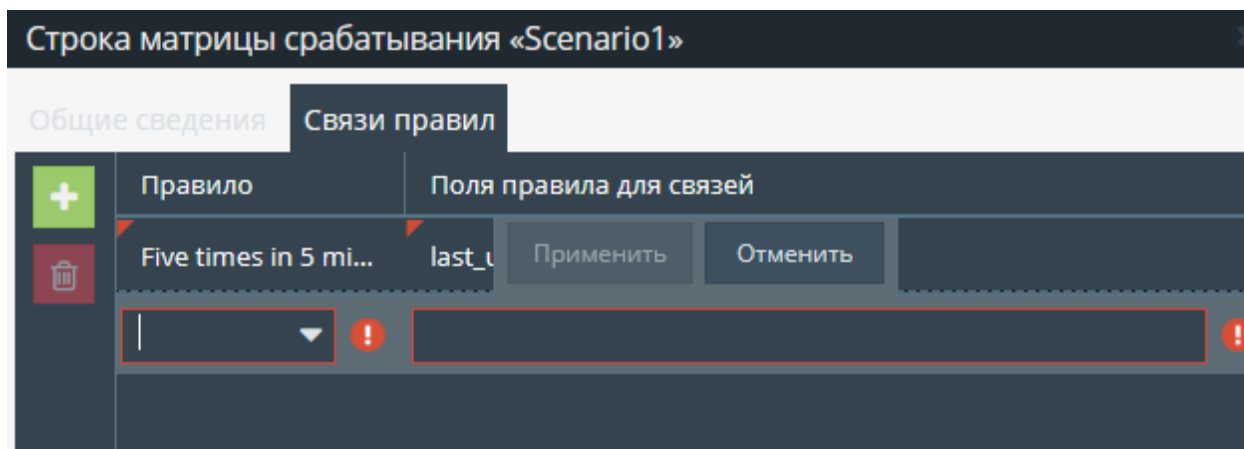 Строка матрицы срабатывания «Scenario1»
Общие сведения Связи правил
Правило Поля правила для связей
Five times in 5 mi... last_u Применить Отменить